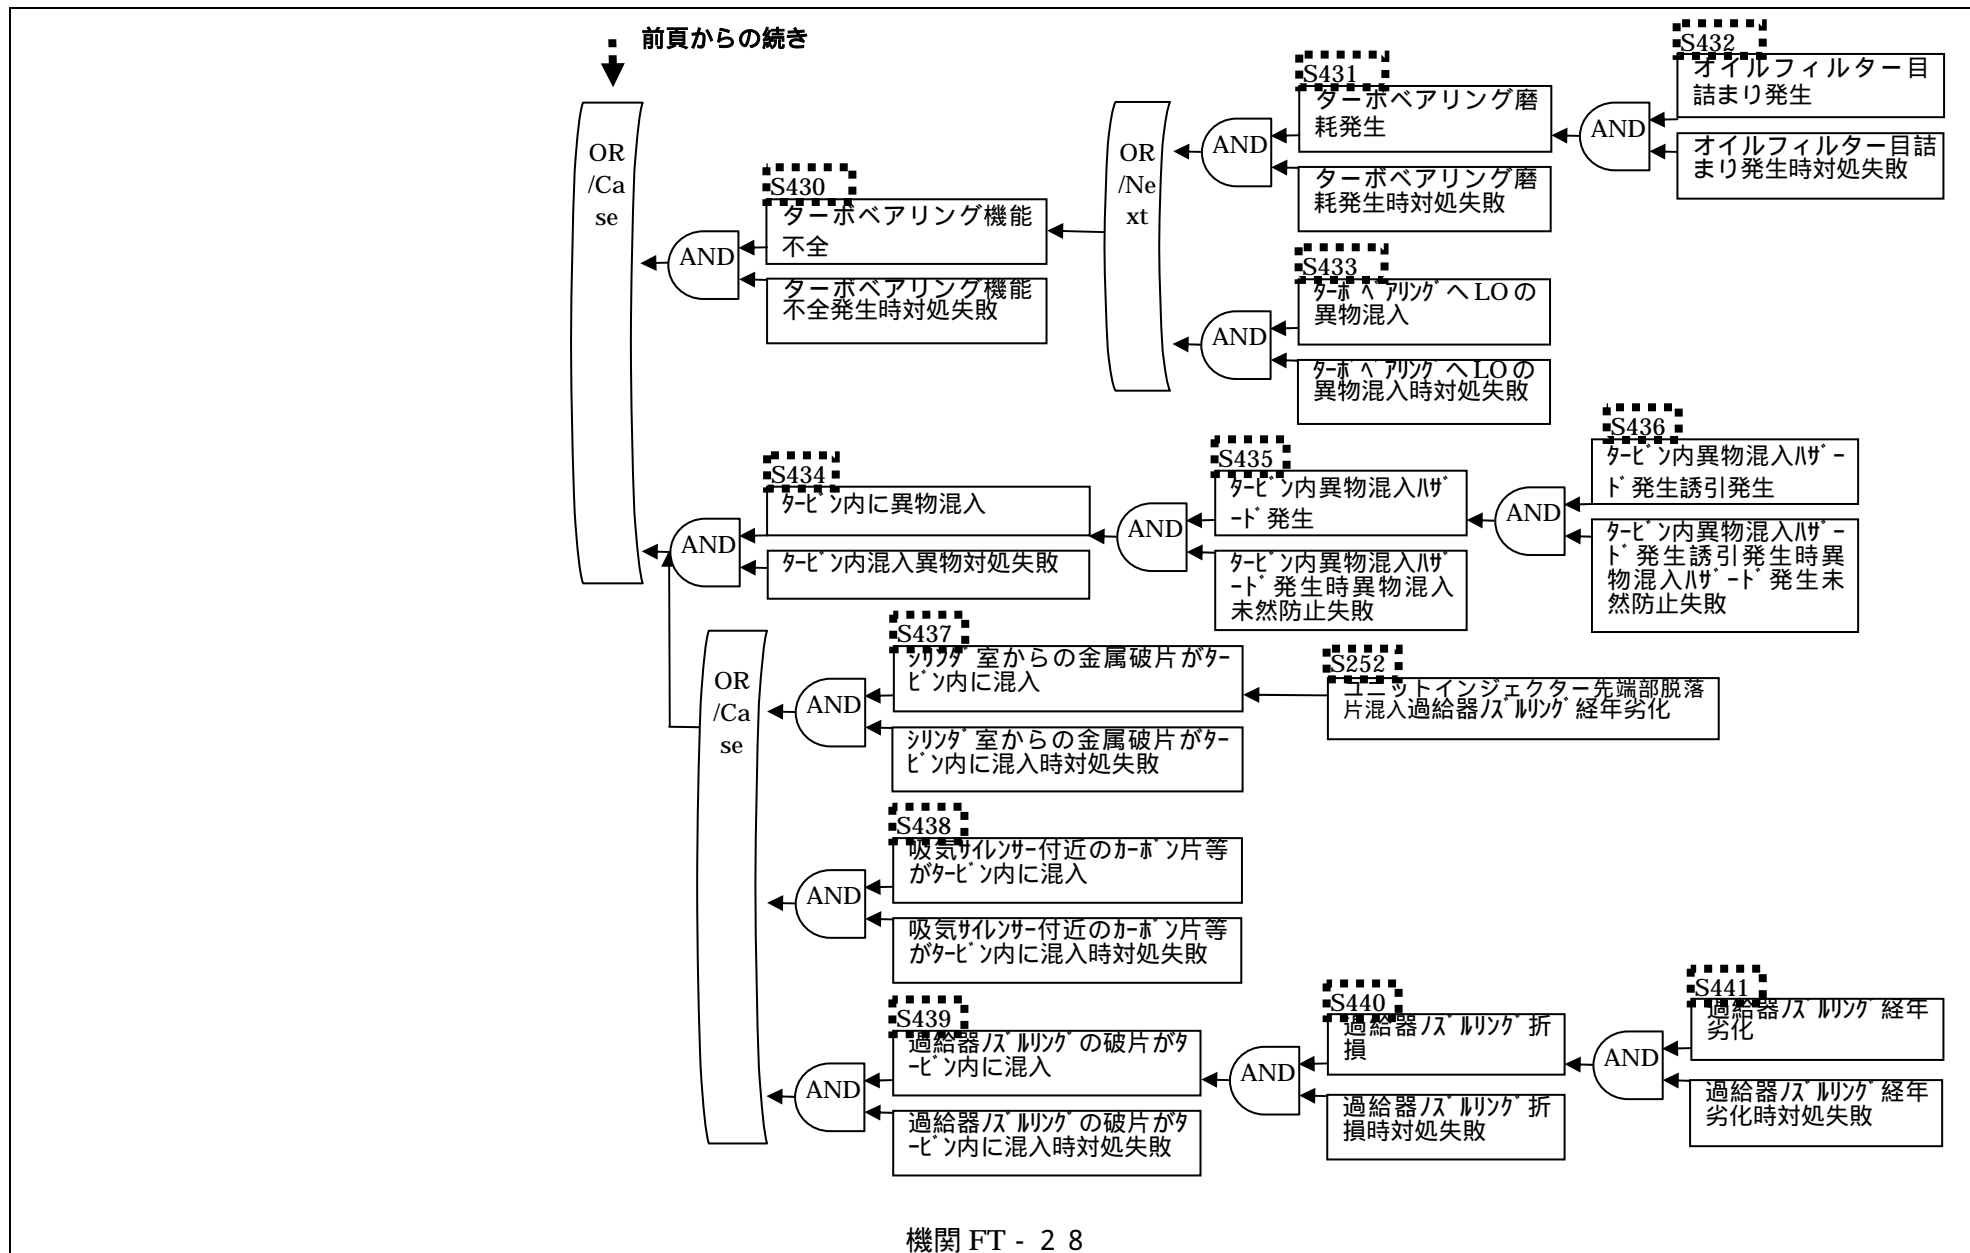 前頁からの続き
OR
/Ca
se
AND
S430
ターボベアリング機能
不全
ターボベアリング機能
不全発生時対処失敗
OR
/Ne
xt
AND
S431
ターボベアリング磨
耗発生
ターボベアリング磨
耗発生時対処失敗
AND
S432
オイルフィルター目
詰まり発生
オイルフィルター目詰
まり発生時対処失敗
AND
S433
ﾀｰﾎﾞﾍﾞｱﾘﾝｸﾞへLOの
異物混入
ﾀｰﾎﾞﾍﾞｱﾘﾝｸﾞへLOの
異物混入時対処失敗
AND
S434
ﾀｰﾋﾞﾝ内に異物混入
ﾀｰﾋﾞﾝ内混入異物対処失敗
AND
S435
ﾀｰﾋﾞﾝ内異物混入ﾊｻﾞ
ｰﾄﾞ発生
ﾀｰﾋﾞﾝ内異物混入ﾊｻﾞ
ｰﾄﾞ発生時異物混入
未然防止失敗
AND
S436
ﾀｰﾋﾞﾝ内異物混入ﾊｻﾞｰ
ﾄﾞ発生誘引発生
ﾀｰﾋﾞﾝ内異物混入ﾊｻﾞｰ
ﾄﾞ発生誘引発生時異
物混入ﾊｻﾞｰﾄﾞ発生未
然防止失敗
OR
/Ca
se
AND
S437
ｼﾘﾝﾀﾞ室からの金属破片がﾀｰ
ﾋﾞﾝ内に混入
ｼﾘﾝﾀﾞ室からの金属破片がﾀｰ
ﾋﾞﾝ内に混入時対処失敗
S252
ユニットインジェクター先端部脱落
片混入過給器ﾉｽﾞﾙﾘﾝｸﾞ経年劣化
AND
S438
吸気ｻｲﾚﾝｻｰ付近のｶｰﾎﾞﾝ片等
がﾀｰﾋﾞﾝ内に混入
吸気ｻｲﾚﾝｻｰ付近のｶｰﾎﾞﾝ片等
がﾀｰﾋﾞﾝ内に混入時対処失敗
AND
S439
過給器ﾉｽﾞﾙﾘﾝｸﾞの破片がﾀ
ｰﾋﾞﾝ内に混入
過給器ﾉｽﾞﾙﾘﾝｸﾞの破片がﾀ
ｰﾋﾞﾝ内に混入時対処失敗
AND
S440
過給器ﾉｽﾞﾙﾘﾝｸﾞ折
損
過給器ﾉｽﾞﾙﾘﾝｸﾞ折
損時対処失敗
AND
S441
過給器ﾉｽﾞﾙﾘﾝｸﾞ経年
劣化
過給器ﾉｽﾞﾙﾘﾝｸﾞ経年
劣化時対処失敗
機関 FT - ２８